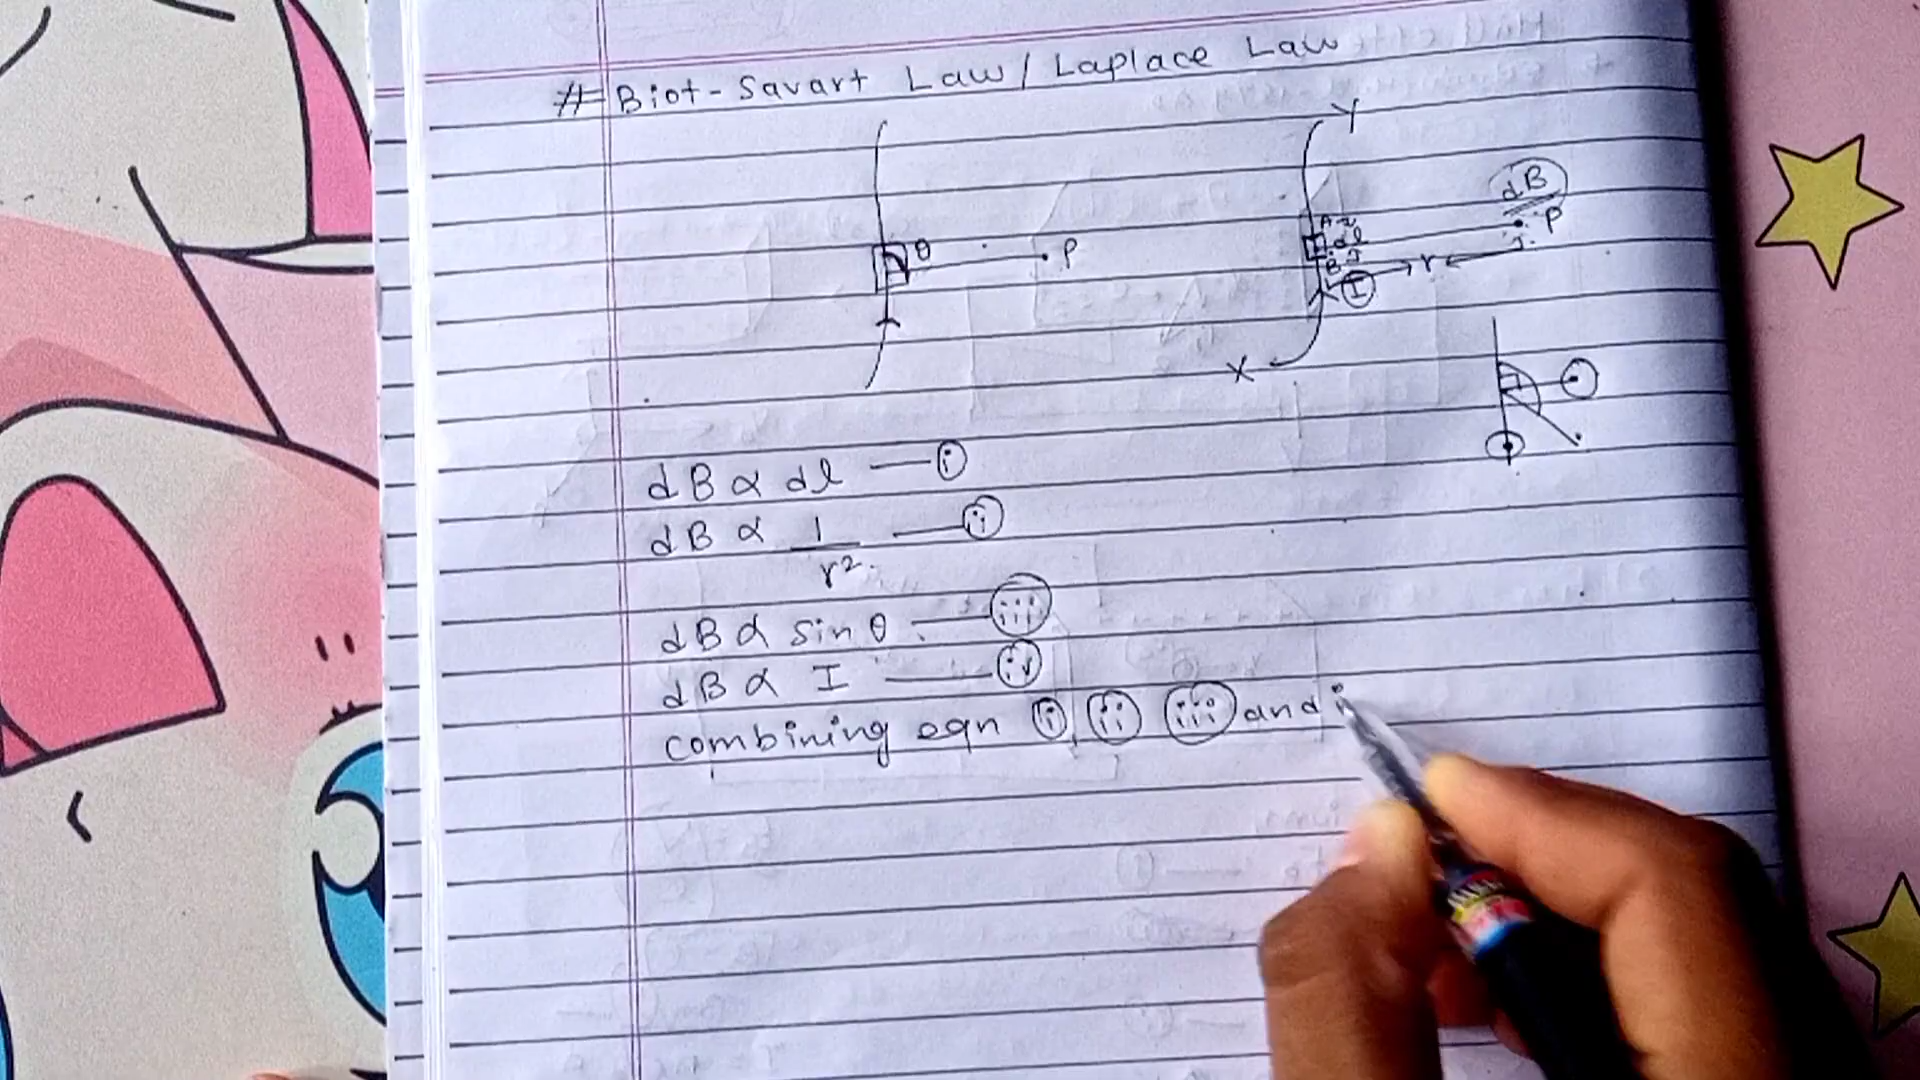 # Biot-Savart Law / Laplace Law
Y
dB
θ
P
A
dl
P
B
r
I
X
dB ∝ dl — (i)
dB ∝ 1/r² — (ii)
dB ∝ sin θ — (iii)
dB ∝ I — (iv)
combining eqn (i), (ii) (iii) and i